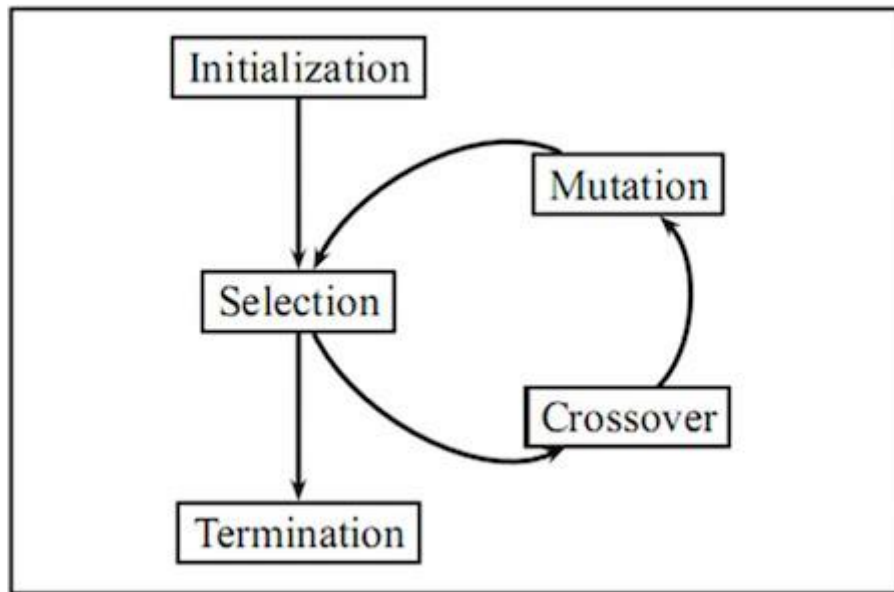 Initialization
Mutation
Selection
Crossover
Termination